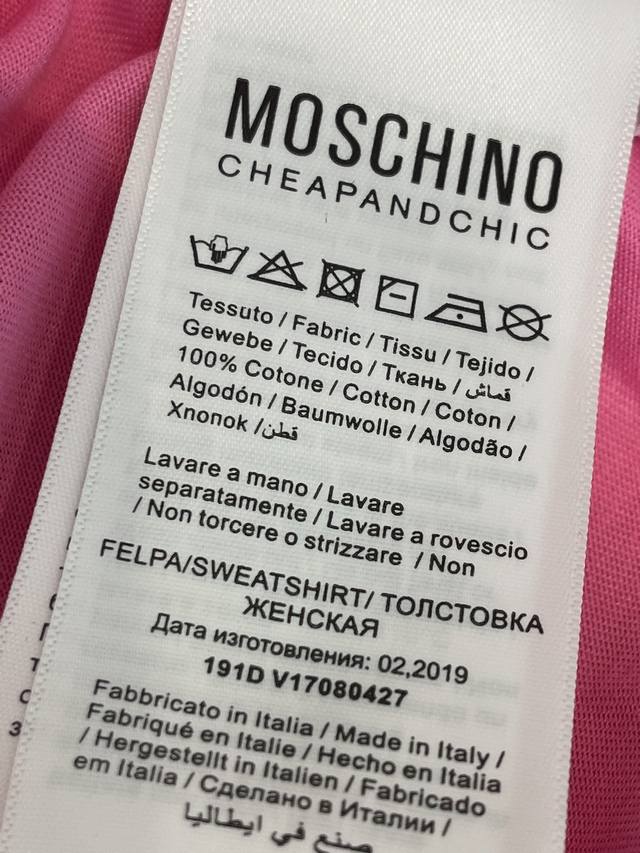 MOSCHINO
CHEAPANDCHIC
Tessuto / Fabric / Tissu / Tejido /
Gewebe / Tecido / Ткань / قماش
100% Cotone / Cotton / Coton /
Algodón / Baumwolle / Algodão /
Хлопок /قطن
Lavare a mano / Lavare
separatamente / Lavare a rovescio
/ Non torcere o strizzare / Non
FELPA/SWEATSHIRT/ ТОЛСТОВКА
ЖЕНСКАЯ
Дата изготовления: 02,2019
191D V17080427
Fabbricato in Italia / Made in Italy /
Fabriqué en Italie / Hecho en Italia
/ Hergestellt in Italien / Fabricado
em Italia / Сделано в Италии /
صنع في ايطاليا